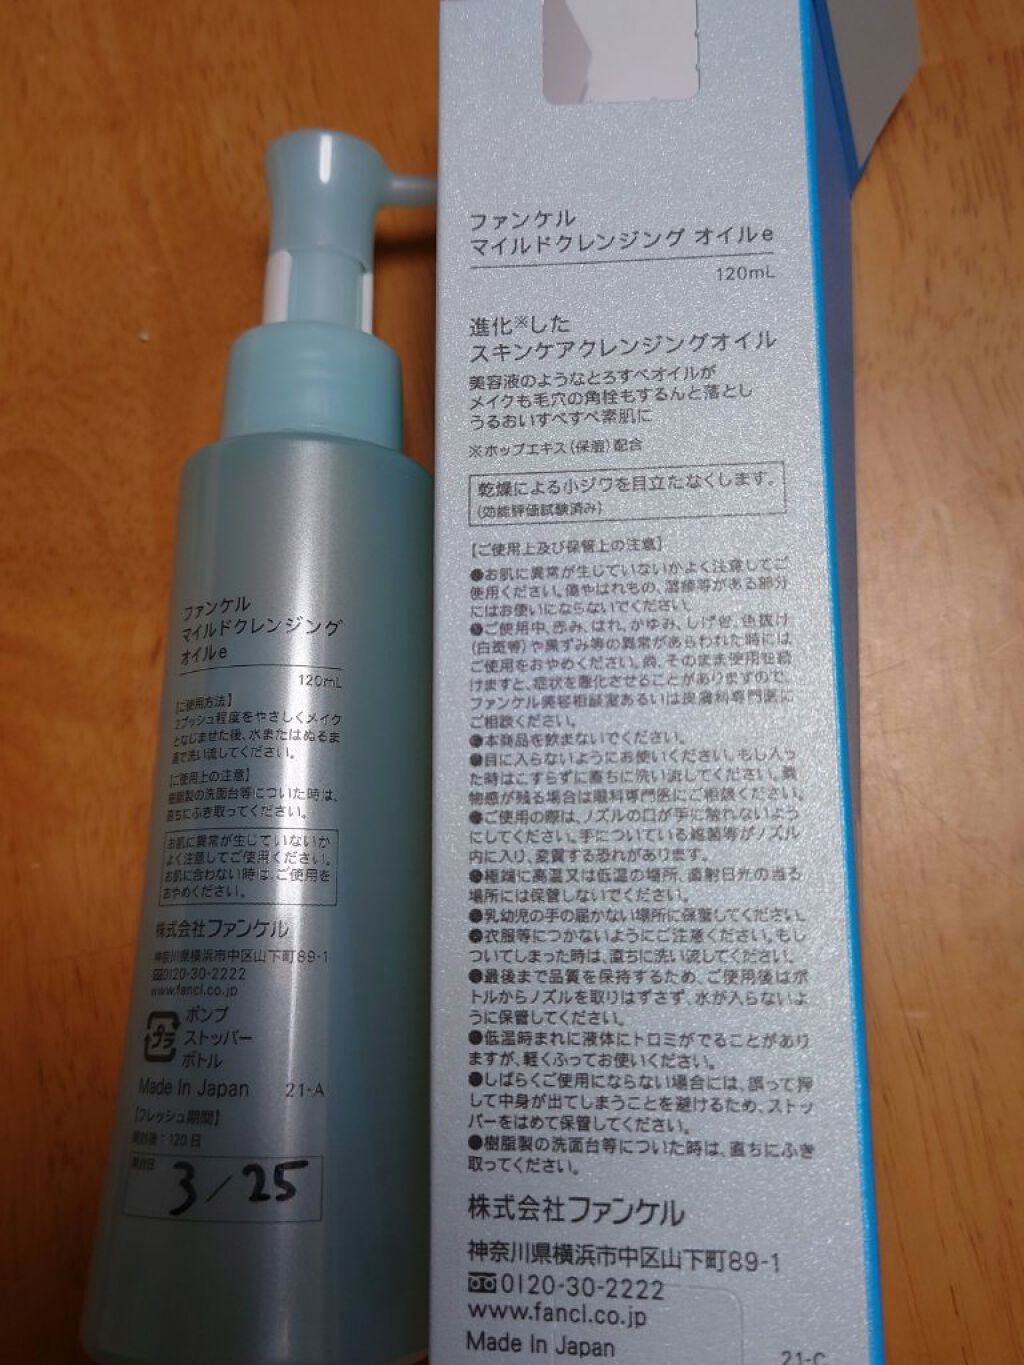 ファンケル
マイルドクレンジング
オイルe
120mL
【ご使用方法】
2プッシュ程度をやさしくメイク
となじませた後、水またはぬるま
湯で洗い流してください。
【ご使用上の注意】
樹脂製の洗面台等についた時は、
直ちにふき取ってください。
お肌に異常が生じていないか
よく注意してご使用ください。
お肌に合わない時は、ご使用を
おやめください。
株式会社ファンケル
神奈川県横浜市中区山下町89-1
0120-30-2222
www.fancl.co.jp
プラ
ポンプ
ストッパー
ボトル
Made In Japan 21-A
【フレッシュ期間】
開封後:120日
開封日
3/25
ファンケル
マイルドクレンジング オイルe
120mL
進化※した
スキンケアクレンジングオイル
美容液のようなとろすべオイルが
メイクも毛穴の角栓もするんと落とし
うるおいすべすべ素肌に
※ホップエキス(保湿)配合
乾燥による小ジワを目立たなくします。
(効能評価試験済み)
【ご使用上及び保管上の注意】
●お肌に異常が生じていないかよく注意してご
使用ください。傷やはれもの、湿疹等がある部分
にはお使いにならないでください。
●ご使用中、赤み、はれ、かゆみ、しげき、色抜け
(白斑等)や黒ずみ等の異常があらわれた時には
ご使用をおやめください。尚、そのまま使用を続
けますと、症状を悪化させることがありますので、
ファンケル美容相談室あるいは皮膚科専門医に
ご相談ください。
●本商品を飲まないでください。
●目に入らないようにお使いください。もし入っ
た時はこすらずに直ちに洗い流してください。異
物感が残る場合は眼科専門医にご相談ください。
●ご使用の際は、ノズルの口が手に触れないよう
にしてください。手についている雑菌等がノズル
内に入り、変質する恐れがあります。
●極端に高温又は低温の場所、直射日光の当る
場所には保管しないでください。
●乳幼児の手の届かない場所に保管してください。
●衣服等につかないようにご注意ください。もし
ついてしまった時は、直ちに洗い流してください。
●最後まで品質を保持するため、ご使用後はボ
トルからノズルを取りはずさず、水が入らないよ
うに保管してください。
●低温時まれに液体にトロミがでることがあり
ますが、軽くふってお使いください。
●しばらくご使用にならない場合には、誤って押
して中身が出てしまうことを避けるため、ストッ
パーをはめて保管してください。
●樹脂製の洗面台等についた時は、直ちにふき
取ってください。
株式会社ファンケル
神奈川県横浜市中区山下町89-1
0120-30-2222
www.fancl.co.jp
Made In Japan 21-C